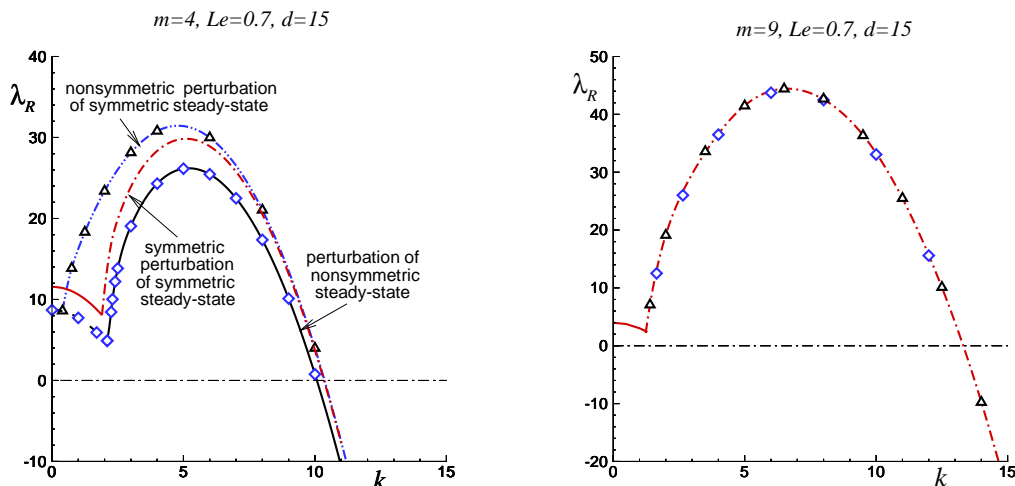 m=4, Le=0.7, d=15
40
λR
nonsymmetric perturbation
of symmetric steady-state
30
20
symmetric
perturbation
of symmetric
steady-state
perturbation of
nonsymmetric
steady-state
10
0
-10
0 5 10 15
k
m=9, Le=0.7, d=15
50
λR
40
30
20
10
0
-10
-20
0 5 10 15
k